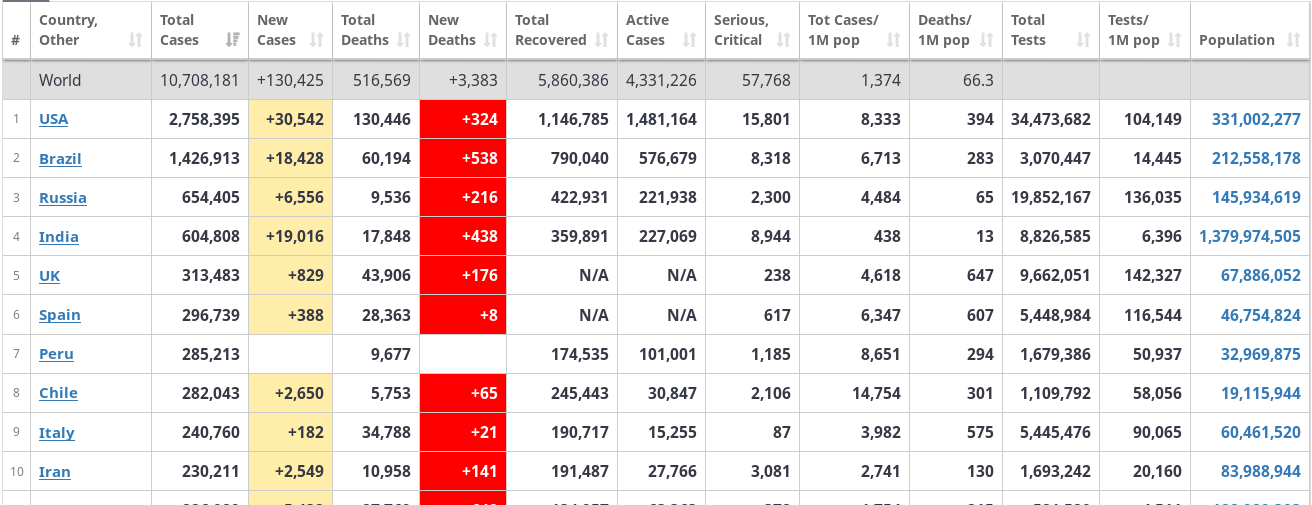 # Country, Other Total Cases New Cases Total Deaths New Deaths Total Recovered Active Cases Serious, Critical Tot Cases/ 1M pop Deaths/ 1M pop Total Tests Tests/ 1M pop Population
World 10,708,181 +130,425 516,569 +3,383 5,860,386 4,331,226 57,768 1,374 66.3
1 USA 2,758,395 +30,542 130,446 +324 1,146,785 1,481,164 15,801 8,333 394 34,473,682 104,149 331,002,277
2 Brazil 1,426,913 +18,428 60,194 +538 790,040 576,679 8,318 6,713 283 3,070,447 14,445 212,558,178
3 Russia 654,405 +6,556 9,536 +216 422,931 221,938 2,300 4,484 65 19,852,167 136,035 145,934,619
4 India 604,808 +19,016 17,848 +438 359,891 227,069 8,944 438 13 8,826,585 6,396 1,379,974,505
5 UK 313,483 +829 43,906 +176 N/A N/A 238 4,618 647 9,662,051 142,327 67,886,052
6 Spain 296,739 +388 28,363 +8 N/A N/A 617 6,347 607 5,448,984 116,544 46,754,824
7 Peru 285,213 9,677 174,535 101,001 1,185 8,651 294 1,679,386 50,937 32,969,875
8 Chile 282,043 +2,650 5,753 +65 245,443 30,847 2,106 14,754 301 1,109,792 58,056 19,115,944
9 Italy 240,760 +182 34,788 +21 190,717 15,255 87 3,982 575 5,445,476 90,065 60,461,520
10 Iran 230,211 +2,549 10,958 +141 191,487 27,766 3,081 2,741 130 1,693,242 20,160 83,988,944